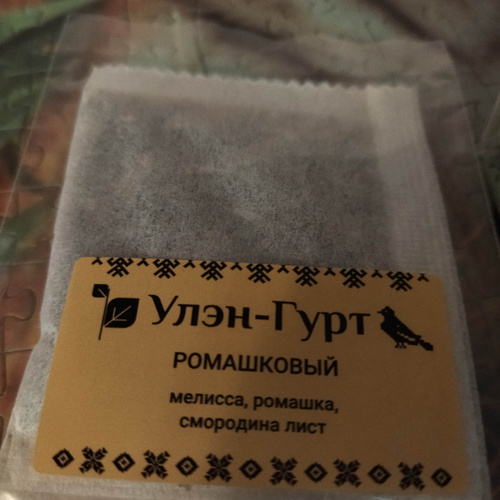 Улэн-Гурт
РОМАШКОВЫЙ
мелисса, ромашка,
смородина лист